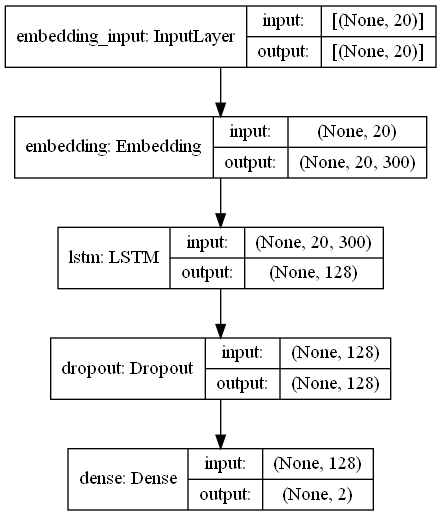 embedding_input: InputLayer
input: [(None, 20)]
output: [(None, 20)]
embedding: Embedding
input: (None, 20)
output: (None, 20, 300)
lstm: LSTM
input: (None, 20, 300)
output: (None, 128)
dropout: Dropout
input: (None, 128)
output: (None, 128)
dense: Dense
input: (None, 128)
output: (None, 2)